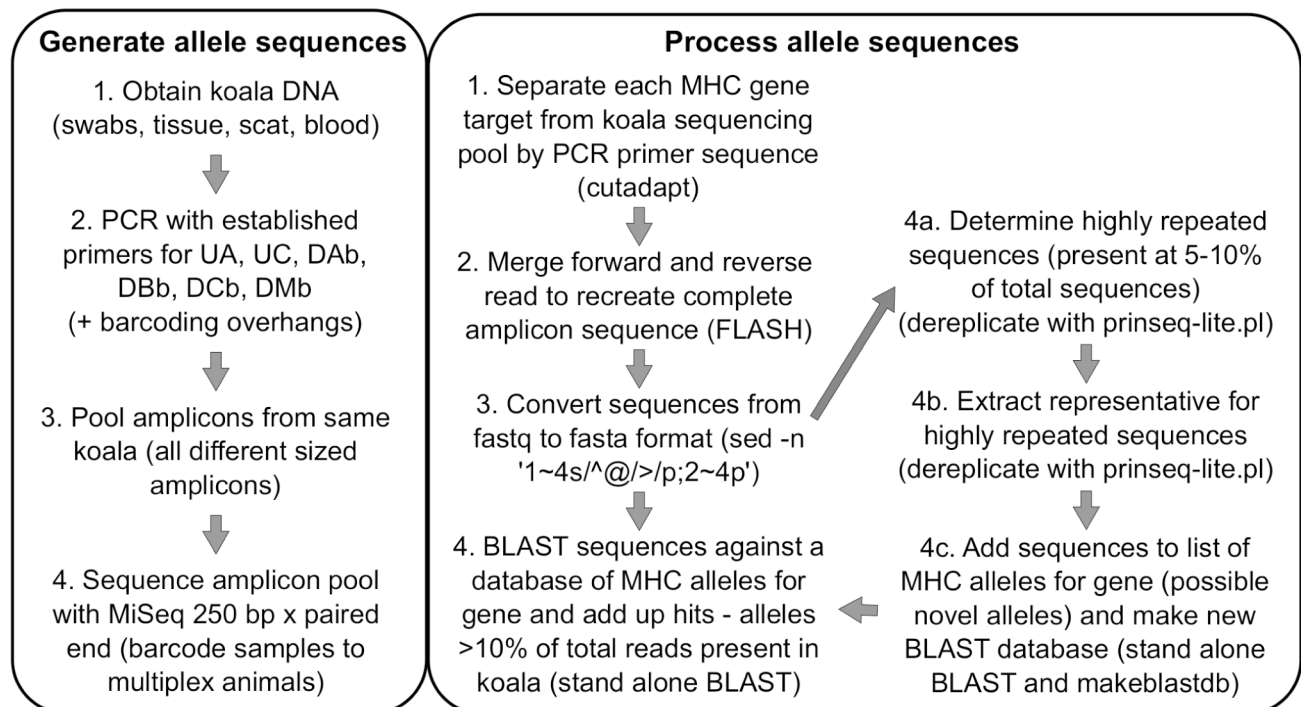 Generate allele sequences
1. Obtain koala DNA
(swabs, tissue, scat, blood)
2. PCR with established
primers for UA, UC, DAb,
DBb, DCb, DMb
(+ barcoding overhangs)
3. Pool amplicons from same
koala (all different sized
amplicons)
4. Sequence amplicon pool
with MiSeq 250 bp x paired
end (barcode samples to
multiplex animals)
Process allele sequences
1. Separate each MHC gene
target from koala sequencing
pool by PCR primer sequence
(cutadapt)
2. Merge forward and reverse
read to recreate complete
amplicon sequence (FLASH)
3. Convert sequences from
fastq to fasta format (sed -n
'1~4s/^@/>/p;2~4p')
4. BLAST sequences against a
database of MHC alleles for
gene and add up hits - alleles
>10% of total reads present in
koala (stand alone BLAST)
4a. Determine highly repeated
sequences (present at 5-10%
of total sequences)
(dereplicate with prinseq-lite.pl)
4b. Extract representative for
highly repeated sequences
(dereplicate with prinseq-lite.pl)
4c. Add sequences to list of
MHC alleles for gene (possible
novel alleles) and make new
BLAST database (stand alone
BLAST and makeblastdb)